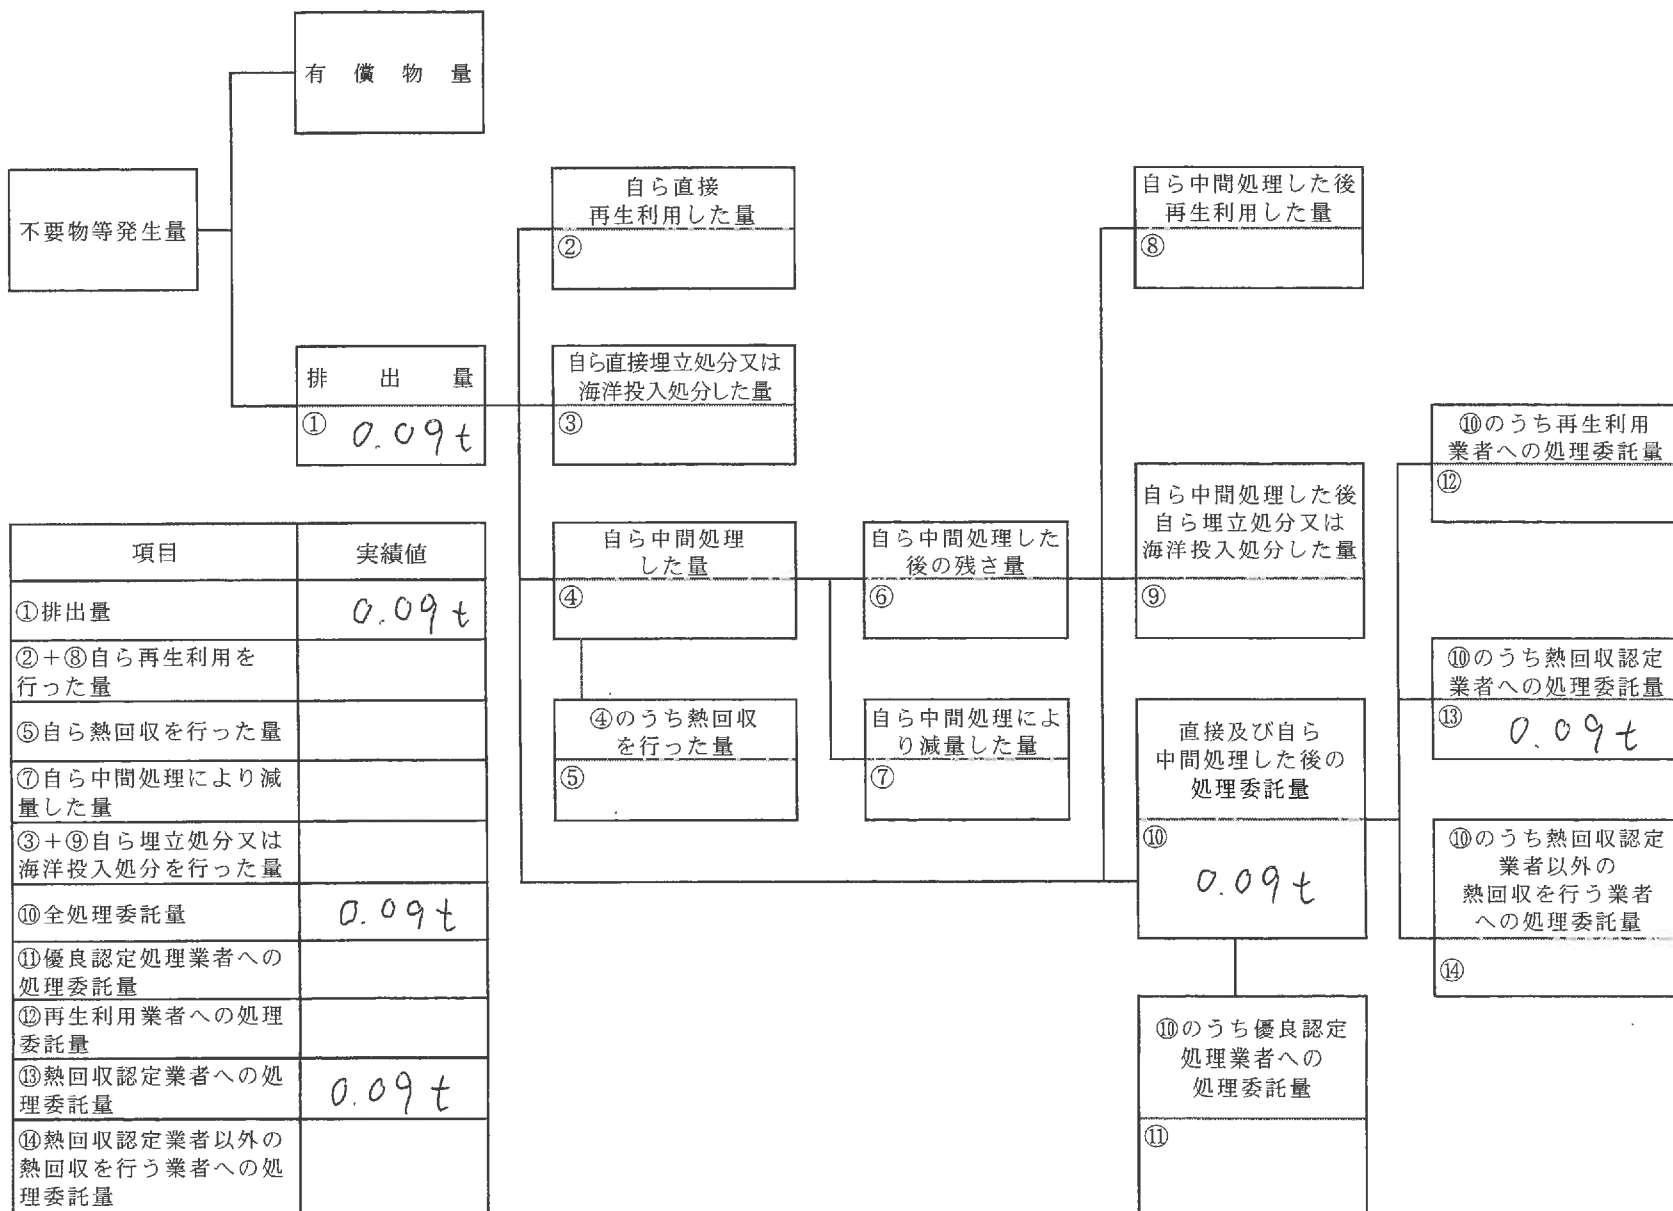 有償物量
不要物等発生量
排出量
① 0.09t
自ら直接
再生利用した量
②
自ら直接埋立処分又は
海洋投入処分した量
③
自ら中間処理
した量
④
④のうち熱回収
を行った量
⑤
自ら中間処理した
後の残さ量
⑥
自ら中間処理によ
り減量した量
⑦
自ら中間処理した後
再生利用した量
⑧
自ら中間処理した後
自ら埋立処分又は
海洋投入処分した量
⑨
直接及び自ら
中間処理した後の
処理委託量
⑩
0.09t
⑩のうち優良認定
処理業者への
処理委託量
⑪
⑩のうち再生利用
業者への処理委託量
⑫
⑩のうち熱回収認定
業者への処理委託量
⑬ 0.09t
⑩のうち熱回収認定
業者以外の
熱回収を行う業者
への処理委託量
⑭
項目 実績値
①排出量 0.09t
②+⑧自ら再生利用を
行った量
⑤自ら熱回収を行った量
⑦自ら中間処理により減
量した量
③+⑨自ら埋立処分又は
海洋投入処分を行った量
⑩全処理委託量 0.09t
⑪優良認定処理業者への
処理委託量
⑫再生利用業者への処理
委託量
⑬熱回収認定業者への処
理委託量 0.09t
⑭熱回収認定業者以外の
熱回収を行う業者への処
理委託量